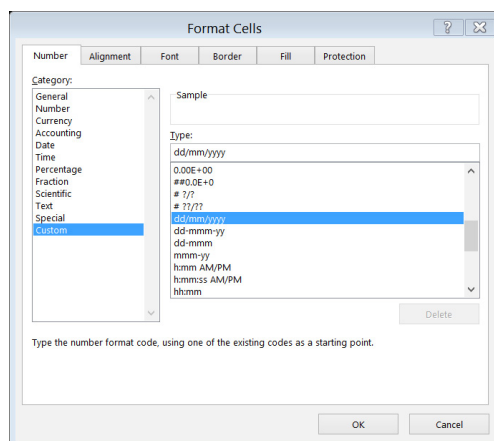 Format Cells
Number Alignment Font Border Fill Protection
Category:
General
Number
Currency
Accounting
Date
Time
Percentage
Fraction
Scientific
Text
Special
Custom
Sample
Type:
dd/mm/yyyy
0.00E+00
##0.0E+0
# ?/?
# ??/??
dd/mm/yyyy
dd-mmm-yy
dd-mmm
mmm-yy
h:mm AM/PM
h:mm:ss AM/PM
hh:mm
Delete
Type the number format code, using one of the existing codes as a starting point.
OK Cancel